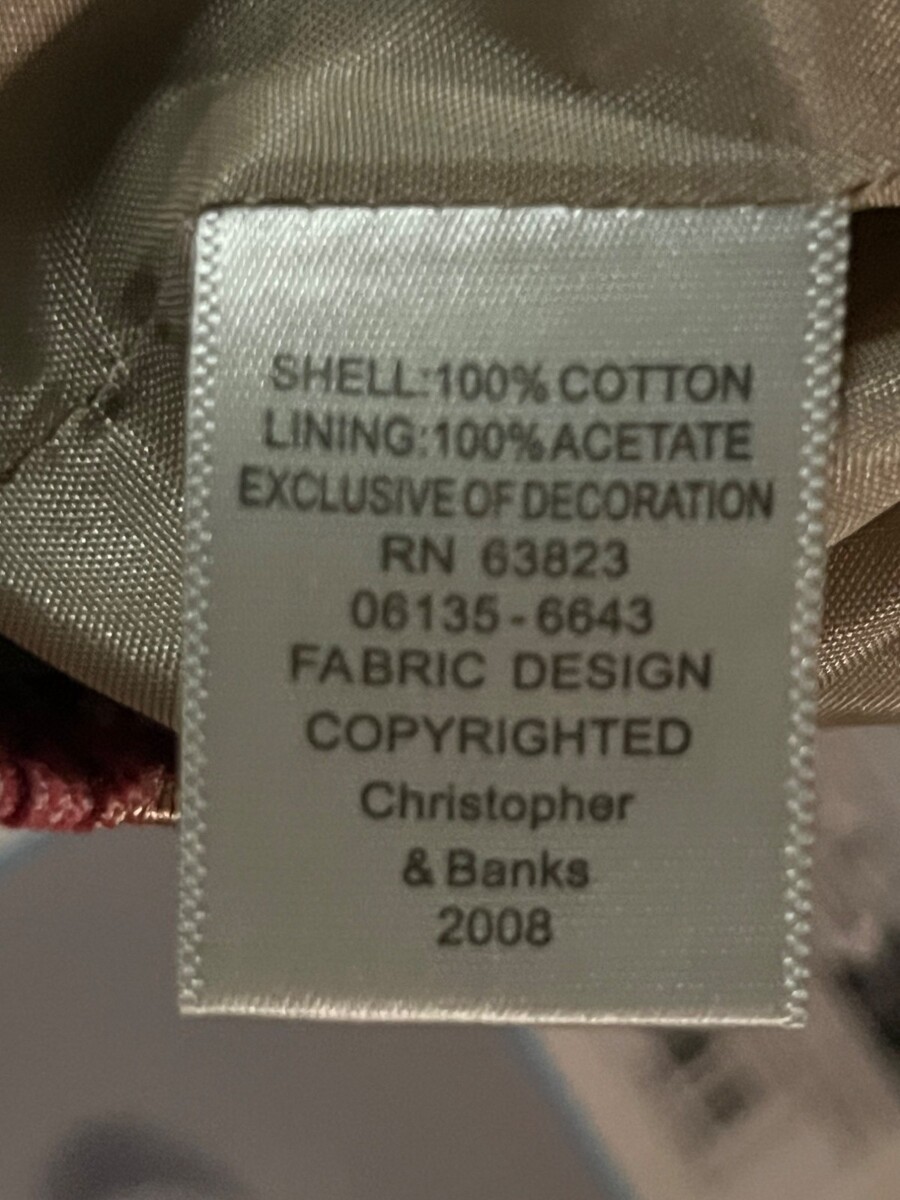 SHELL:100% COTTON
LINING:100% ACETATE
EXCLUSIVE OF DECORATION
RN 63823
06135-6643
FABRIC DESIGN
COPYRIGHTED
Christopher
& Banks
2008